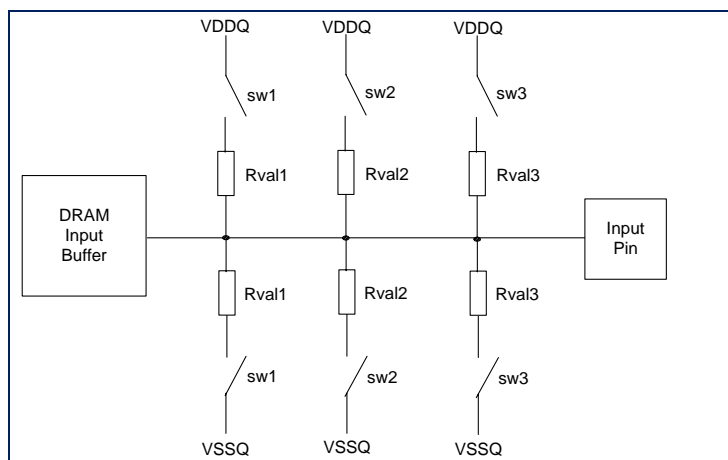 VDDQ VDDQ VDDQ
sw1 sw2 sw3
Rval1 Rval2 Rval3
DRAM
Input
Buffer
Input
Pin
Rval1 Rval2 Rval3
sw1 sw2 sw3
VSSQ VSSQ VSSQ